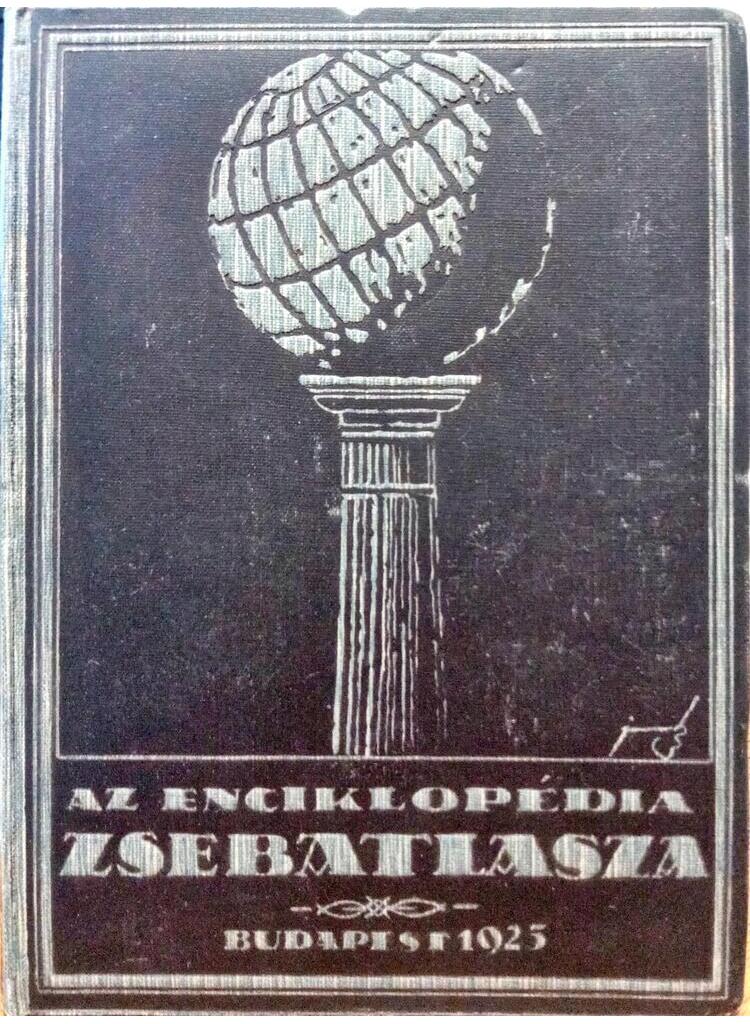 AZ ENCIKLOPÉDIA
ZSEBATLASZA
BUDAPEST 1925